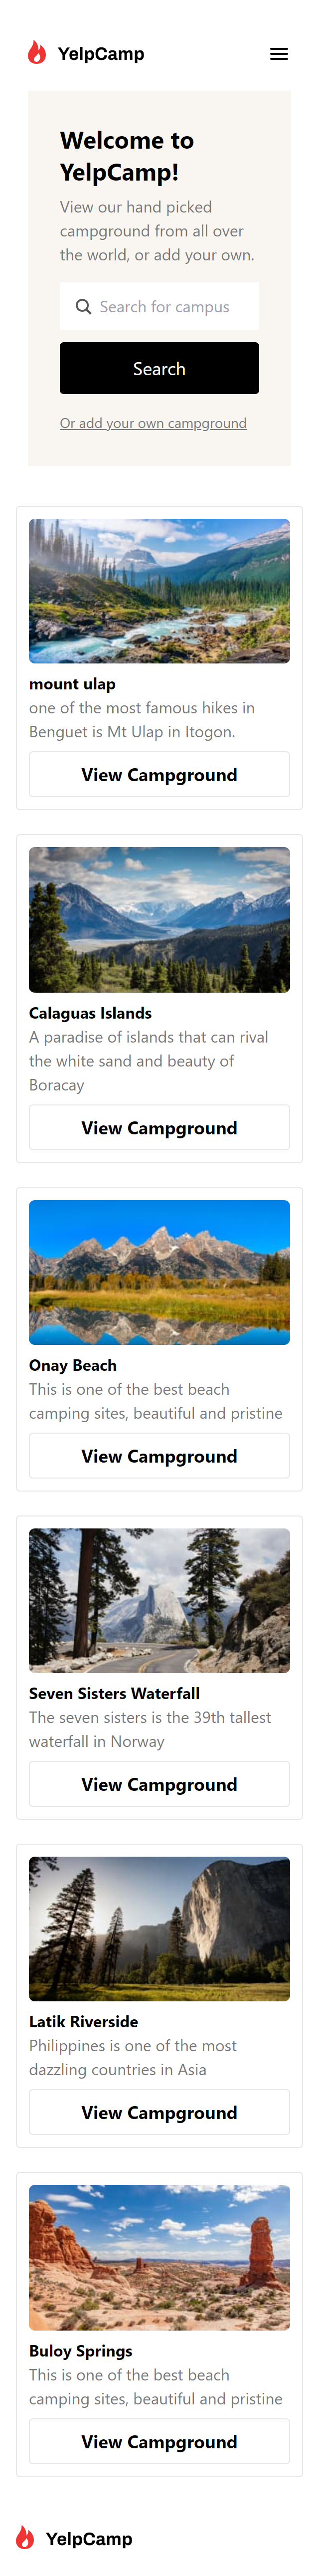 YelpCamp
Welcome to
YelpCamp!
View our hand picked
campground from all over
the world, or add your own.
Search for campus
Search
Or add your own campground
mount ulap
one of the most famous hikes in
Benguet is Mt Ulap in Itogon.
View Campground
Calaguas Islands
A paradise of islands that can rival
the white sand and beauty of
Boracay
View Campground
Onay Beach
This is one of the best beach
camping sites, beautiful and pristine
View Campground
Seven Sisters Waterfall
The seven sisters is the 39th tallest
waterfall in Norway
View Campground
Latik Riverside
Philippines is one of the most
dazzling countries in Asia
View Campground
Buloy Springs
This is one of the best beach
camping sites, beautiful and pristine
View Campground
YelpCamp